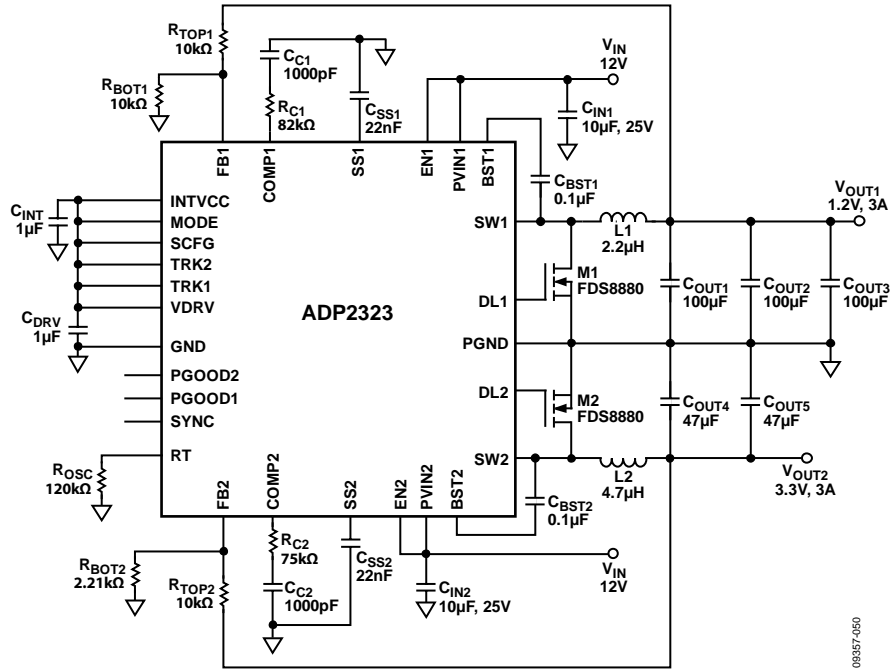 RTOP1
10kΩ
CC1
1000pF
VIN
12V
RBOT1
10kΩ
RC1
82kΩ
CSS1
22nF
CIN1
10µF, 25V
FB1
COMP1
SS1
EN1
PVIN1
BST1
CBST1
0.1µF
CINT
1µF
INTVCC
MODE
SCFG
TRK2
TRK1
VDRV
CDRV
1µF
GND
PGOOD2
PGOOD1
SYNC
RT
ROSC
120kΩ
ADP2323
SW1
DL1
PGND
DL2
SW2
L1
2.2µH
VOUT1
1.2V, 3A
M1
FDS8880
COUT1
100µF
COUT2
100µF
COUT3
100µF
M2
FDS8880
COUT4
47µF
COUT5
47µF
L2
4.7µH
VOUT2
3.3V, 3A
FB2
COMP2
SS2
EN2
PVIN2
BST2
CBST2
0.1µF
RBOT2
2.21kΩ
RTOP2
10kΩ
RC2
75kΩ
CC2
1000pF
CSS2
22nF
CIN2
10µF, 25V
VIN
12V
09357-050